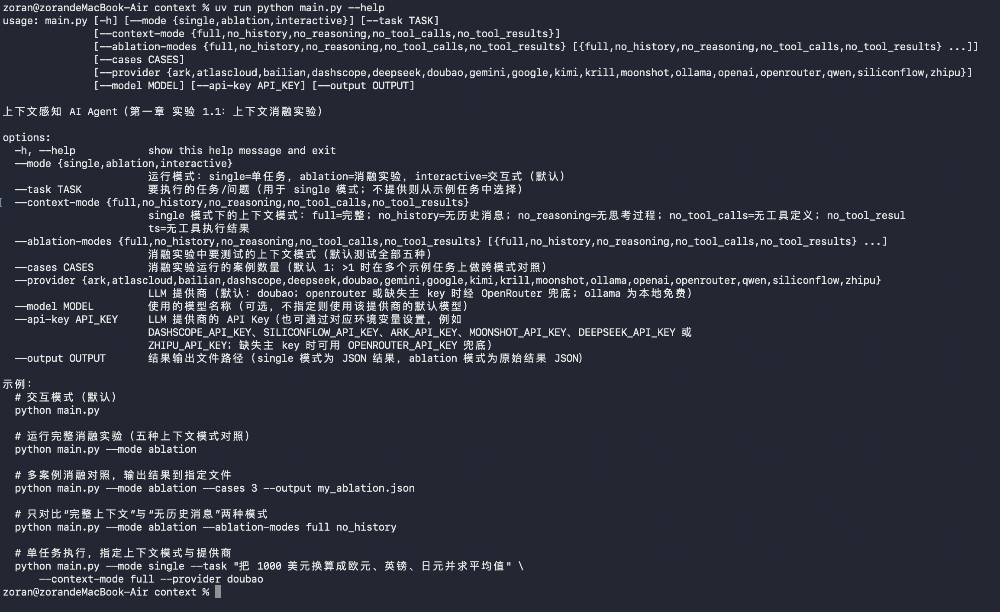 zoran@zorandeMacBook-Air context % uv run python main.py --help
usage: main.py [-h] [--mode {single,ablation,interactive}] [--task TASK]
               [--context-mode {full,no_history,no_reasoning,no_tool_calls,no_tool_results}]
               [--ablation-modes {full,no_history,no_reasoning,no_tool_calls,no_tool_results} [{full,no_history,no_reasoning,no_tool_calls,no_tool_results} ...]]
               [--cases CASES]
               [--provider {ark,atlascloud,bailian,dashscope,deepseek,doubao,gemini,google,kimi,krill,moonshot,ollama,openai,openrouter,qwen,siliconflow,zhipu}]
               [--model MODEL] [--api-key API_KEY] [--output OUTPUT]

上下文感知 AI Agent（第一章 实验 1.1：上下文消融实验）

options:
  -h, --help            show this help message and exit
  --mode {single,ablation,interactive}
                        运行模式：single=单任务，ablation=消融实验，interactive=交互式（默认）
  --task TASK           要执行的任务/问题（用于 single 模式；不提供则从示例任务中选择）
  --context-mode {full,no_history,no_reasoning,no_tool_calls,no_tool_results}
                        single 模式下的上下文模式：full=完整；no_history=无历史消息；no_reasoning=无思考过程；no_tool_calls=无工具定义；no_tool_resul
                        ts=无工具执行结果
  --ablation-modes {full,no_history,no_reasoning,no_tool_calls,no_tool_results} [{full,no_history,no_reasoning,no_tool_calls,no_tool_results} ...]
                        消融实验中要测试的上下文模式（默认测试全部五种）
  --cases CASES         消融实验运行的案例数量（默认 1；>1 时在多个示例任务上做跨模式对照）
  --provider {ark,atlascloud,bailian,dashscope,deepseek,doubao,gemini,google,kimi,krill,moonshot,ollama,openai,openrouter,qwen,siliconflow,zhipu}
                        LLM 提供商（默认：doubao；openrouter 或缺失主 key 时经 OpenRouter 兜底；ollama 为本地免费）
  --model MODEL         使用的模型名称（可选，不指定则使用该提供商的默认模型）
  --api-key API_KEY     LLM 提供商的 API Key（也可通过对应环境变量设置，例如
                        DASHSCOPE_API_KEY、SILICONFLOW_API_KEY、ARK_API_KEY、MOONSHOT_API_KEY、DEEPSEEK_API_KEY 或
                        ZHIPU_API_KEY；缺失主 key 时可用 OPENROUTER_API_KEY 兜底）
  --output OUTPUT       结果输出文件路径（single 模式为 JSON 结果，ablation 模式为原始结果 JSON）

示例：
  # 交互模式（默认）
  python main.py

  # 运行完整消融实验（五种上下文模式对照）
  python main.py --mode ablation

  # 多案例消融对照，输出结果到指定文件
  python main.py --mode ablation --cases 3 --output my_ablation.json

  # 只对比“完整上下文”与“无历史消息”两种模式
  python main.py --mode ablation --ablation-modes full no_history

  # 单任务执行，指定上下文模式与提供商
  python main.py --mode single --task "把 1000 美元换算成欧元、英镑、日元并求平均值" \
      --context-mode full --provider doubao
zoran@zorandeMacBook-Air context %